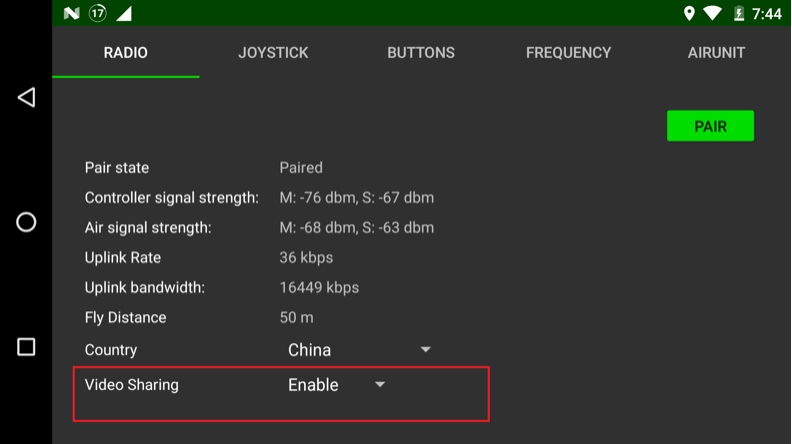 17 7:44
RADIO JOYSTICK BUTTONS FREQUENCY AIRUNIT
PAIR
Pair state Paired
Controller signal strength: M: -76 dbm, S: -67 dbm
Air signal strength: M: -68 dbm, S: -63 dbm
Uplink Rate 36 kbps
Uplink bandwidth: 16449 kbps
Fly Distance 50 m
Country China
Video Sharing Enable